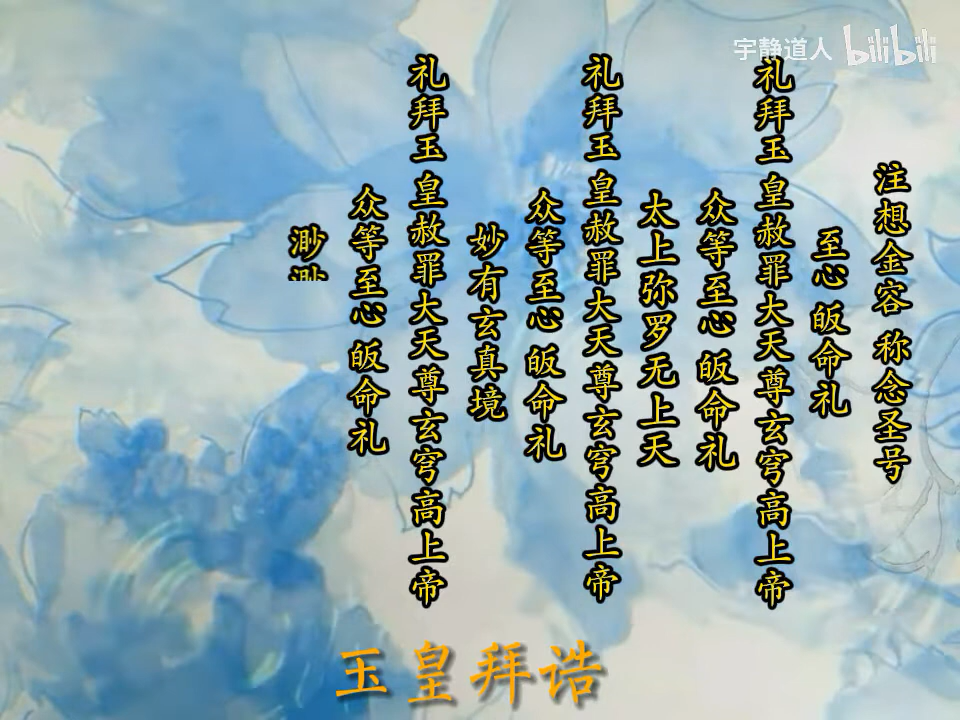 宇静道人 bilibili
注想金容 称念圣号
至心 皈命礼
礼拜玉 皇赦罪大天尊玄穹高上帝
众等至心 皈命礼
太上弥罗无上天
礼拜玉 皇赦罪大天尊玄穹高上帝
众等至心 皈命礼
妙有玄真境
礼拜玉 皇赦罪大天尊玄穹高上帝
众等至心 皈命礼
渺渺
玉皇拜诰